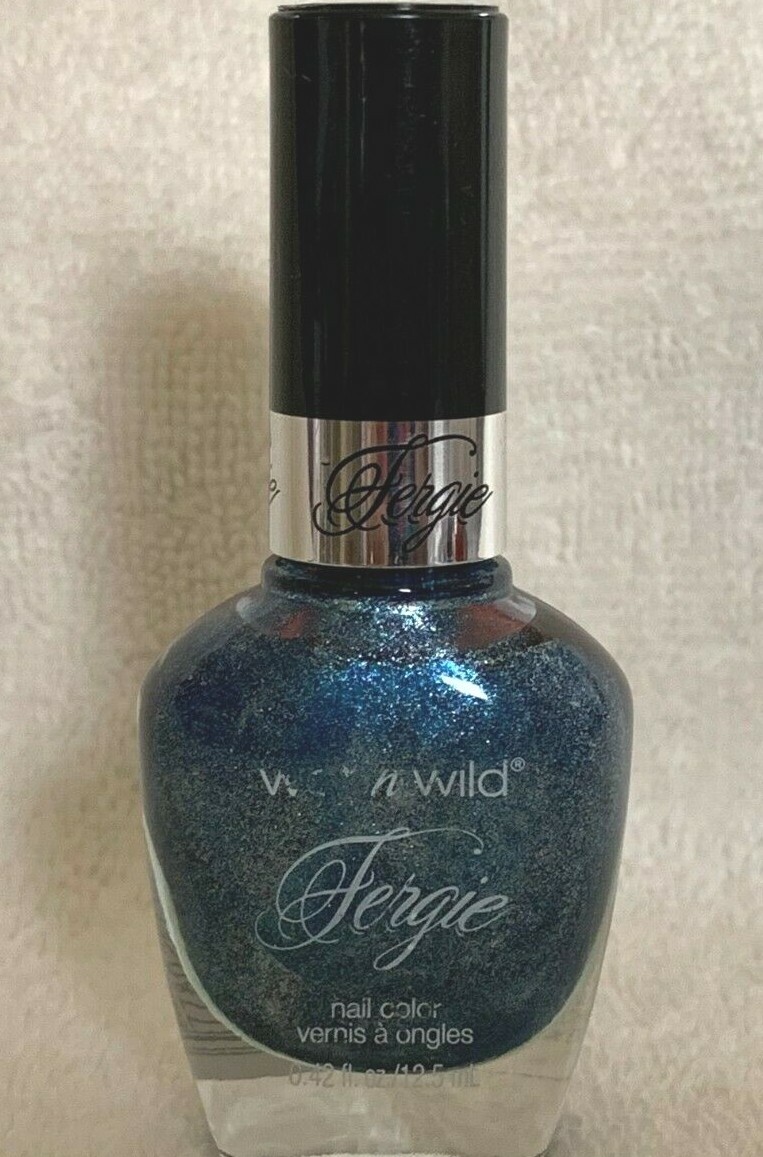 Fergie
wet n wild®
Fergie
nail color
vernis à ongles
0.42 fl. oz/12.5 mL